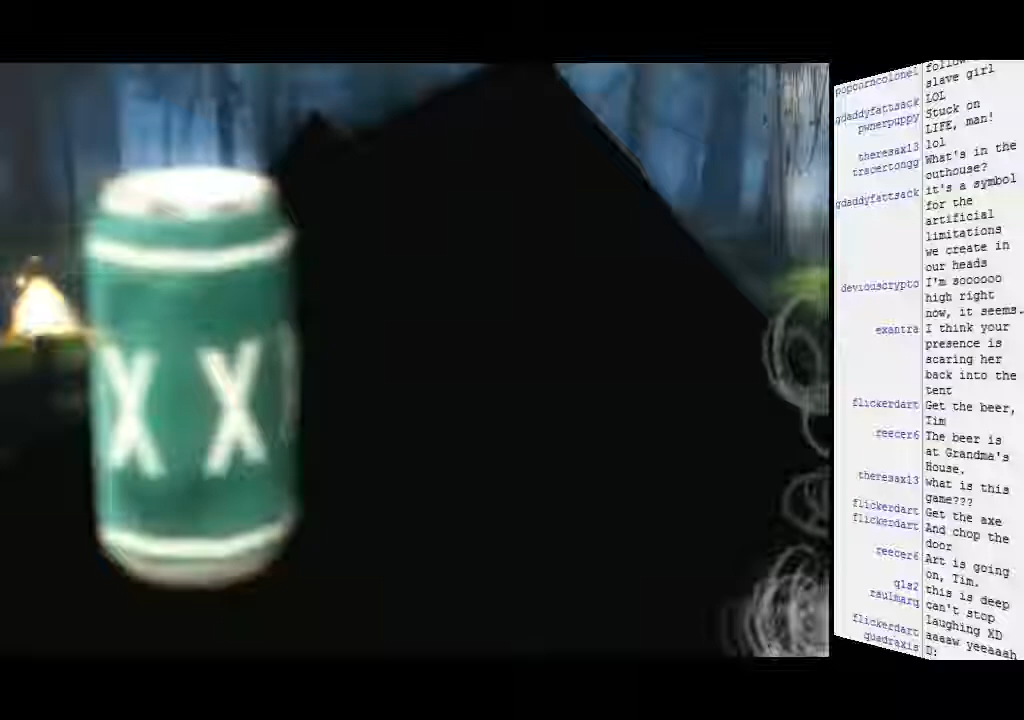 X X
follow
popcorncolonel slave girl
LOL
gdaddyfattsack Stuck on
pwnerpuppy LIFE, man!
theresax13 lol
tracertongg What's in the
outhouse?
gdaddyfattsack it's a symbol
for the
artificial
limitations
we create in
our heads
deviouscrypto I'm soooooo
high right
now, it seems.
exantra I think your
presence is
scaring her
back into the
tent
flickerdart Get the beer,
Tim
reecer6 The beer is
at Grandma's
House.
theresax13 what is this
game???
flickerdart Get the axe
flickerdart And chop the
door
reecer6 Art is going
on, Tim.
qls2 this is deep
raulmarq can't stop
laughing XD
flickerdart aaaaw yeeaaah
quadraxis D: